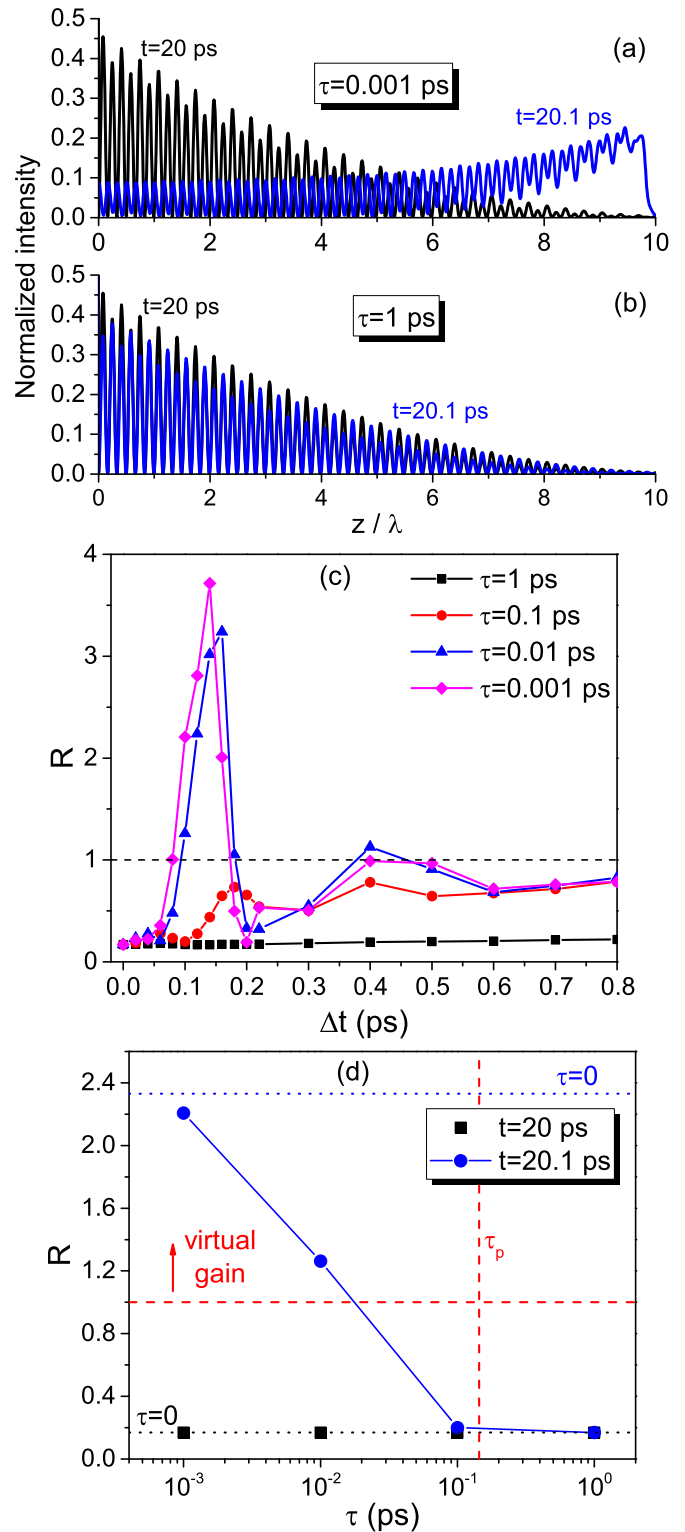 (a)
t=20 ps
τ=0.001 ps
t=20.1 ps
0.5
0.4
0.3
0.2
0.1
0.0
0 2 4 6 8 10
Normalized intensity
(b)
t=20 ps
τ=1 ps
t=20.1 ps
0.5
0.4
0.3
0.2
0.1
0.0
0 2 4 6 8 10
z / λ
(c)
τ=1 ps
τ=0.1 ps
τ=0.01 ps
τ=0.001 ps
4
3
2
1
0
R
0.0 0.1 0.2 0.3 0.4 0.5 0.6 0.7 0.8
Δt (ps)
(d)
τ=0
t=20 ps
t=20.1 ps
τp
virtual
gain
τ=0
2.4
2.0
1.6
1.2
0.8
0.4
0.0
R
10⁻³ 10⁻² 10⁻¹ 10⁰
τ (ps)